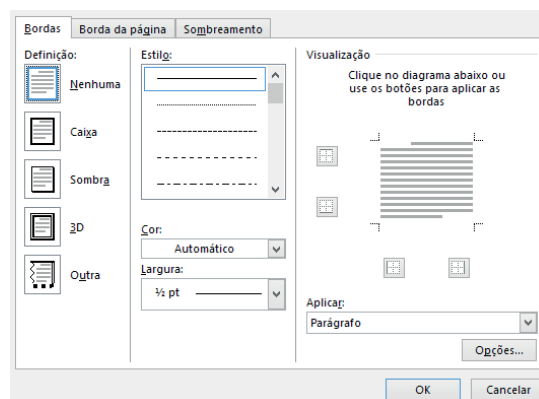 Bordas Borda da página Sombreamento
Definição:
Nenhuma
Caixa
Sombra
3D
Outra
Estilo:
Cor:
Automático
Largura:
½ pt
Visualização
Clique no diagrama abaixo ou
use os botões para aplicar as
bordas
Aplicar:
Parágrafo
Opções...
OK Cancelar